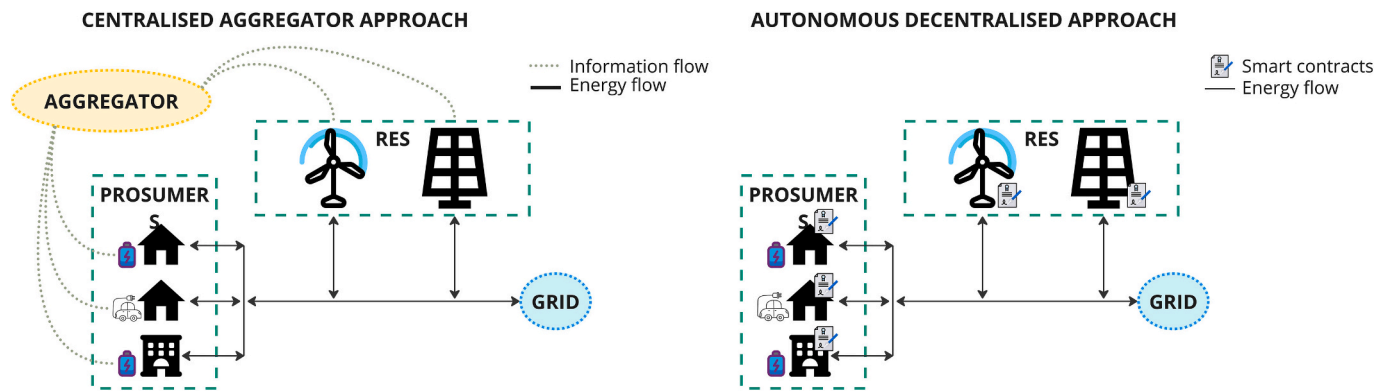 CENTRALISED AGGREGATOR APPROACH
AGGREGATOR
Information flow
Energy flow
RES
PROSUMER
S
GRID
AUTONOMOUS DECENTRALISED APPROACH
Smart contracts
Energy flow
RES
PROSUMER
S
GRID